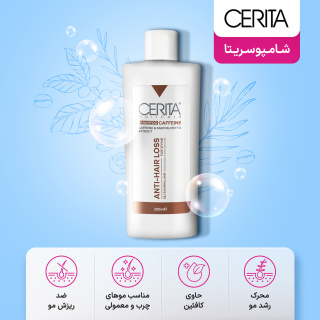 CERITA
شامپو سریتا
CERITA
CAFFEINE
EXTRACT
ANTI-HAIR LOSS
محرک
رشد مو
حاوی
کافئین
مناسب موهای
چرب و معمولی
ضد
ریزش مو